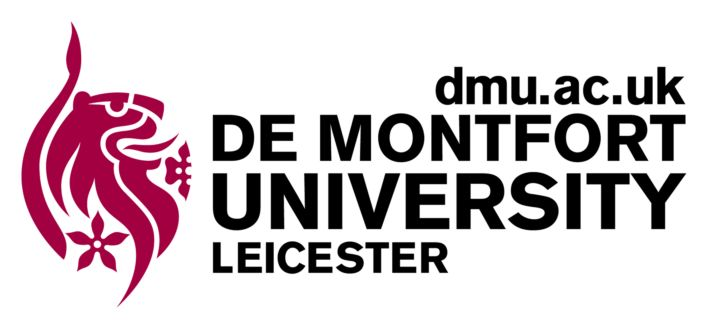 dmu.ac.uk
DE MONTFORT
UNIVERSITY
LEICESTER